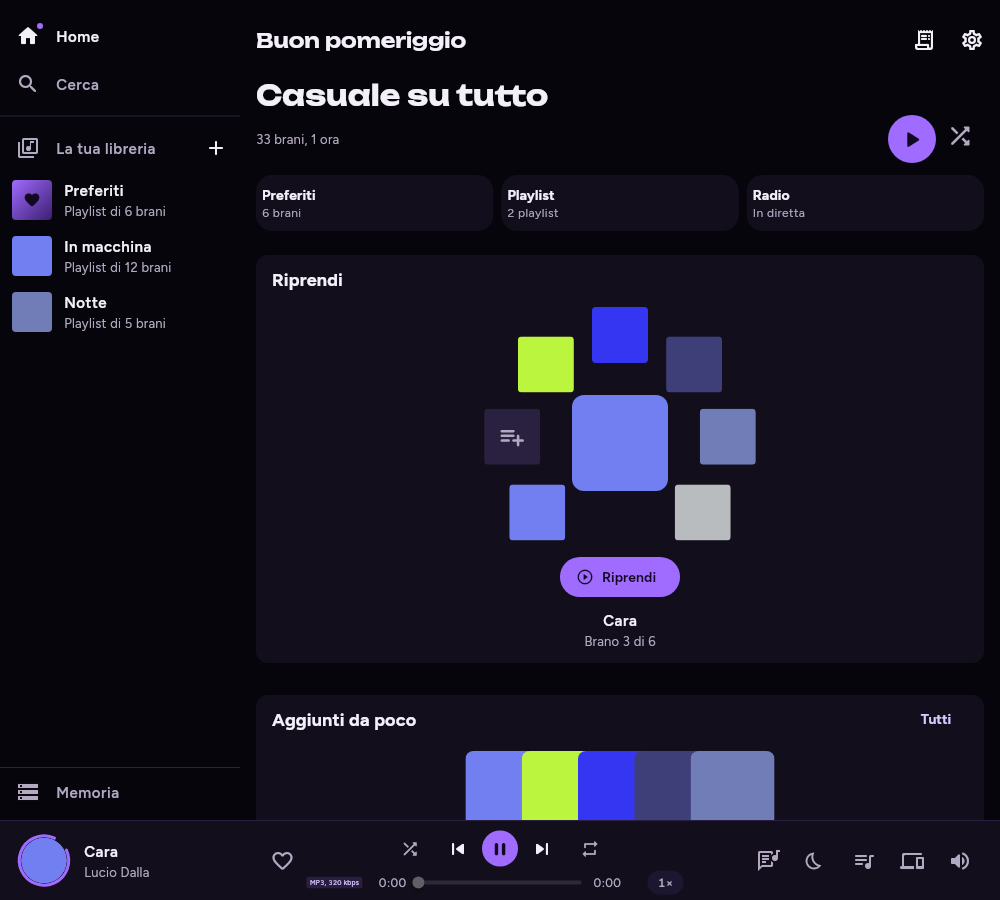 Home
Cerca
La tua libreria
Preferiti
Playlist di 6 brani
In macchina
Playlist di 12 brani
Notte
Playlist di 5 brani
Memoria
Buon pomeriggio
Casuale su tutto
33 brani, 1 ora
Preferiti
6 brani
Playlist
2 playlist
Radio
In diretta
Riprendi
Riprendi
Cara
Brano 3 di 6
Aggiunti da poco
Tutti
Cara
Lucio Dalla
MP3, 320 kbps
0:00
0:00
1×